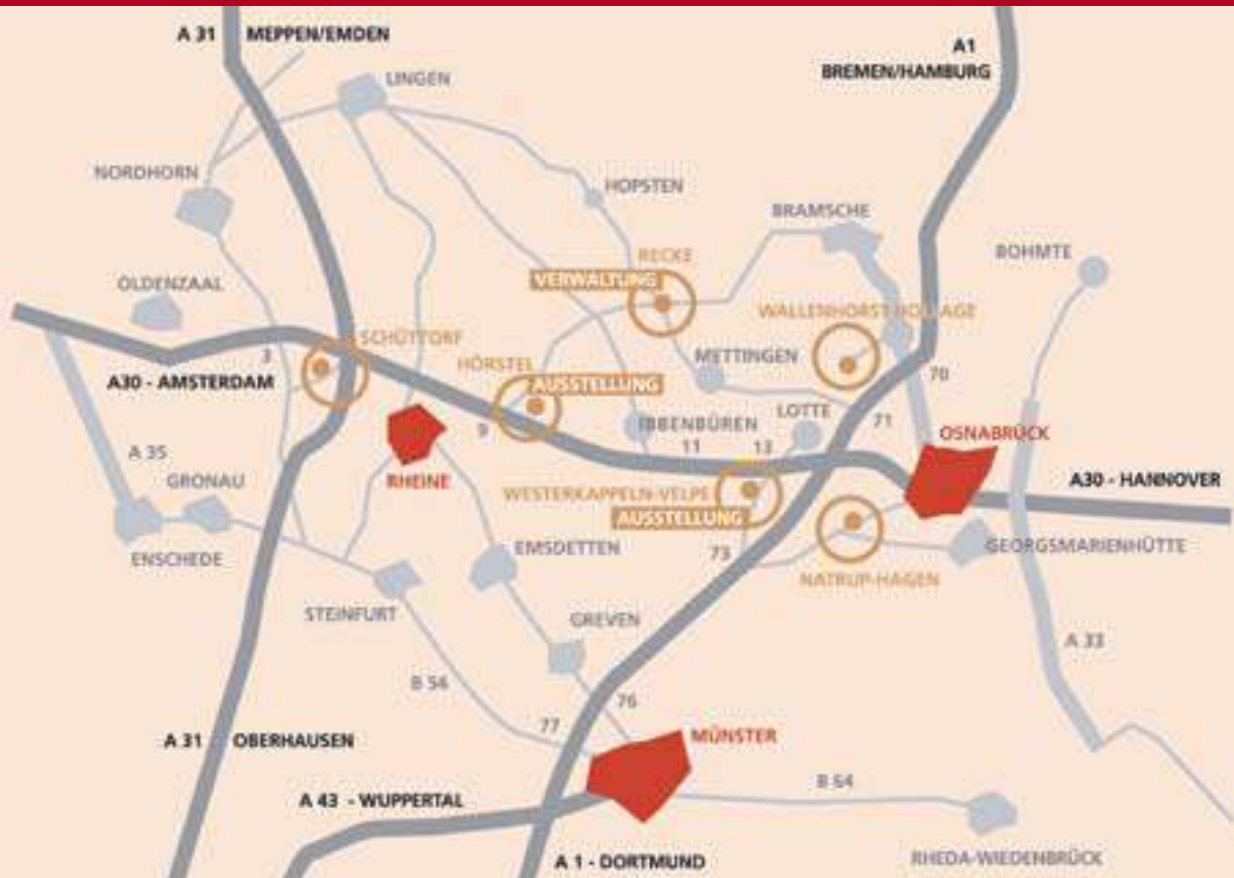 A 31 MEPPEN/EMDEN
A1
BREMEN/HAMBURG
LINGEN
NORDHORN
HOPSTEN
BRAMSCHE
BOHMTE
RECKE
VERWALTUNG
OLDENZAAL
WALLENHORST-HOLLAGE
SCHÜTTORF
HÖRSTEL
METTINGEN
3
A30 - AMSTERDAM
AUSSTELLUNG
70
9
IBBENBÜREN
LOTTE
71
11
13
OSNABRÜCK
A 35
GRONAU
RHEINE
WESTERKAPPELN-VELPE
AUSSTELLUNG
A30 - HANNOVER
ENSCHEDE
EMSDETTEN
73
GEORGSMARIENHÜTTE
NATRUP-HAGEN
STEINFURT
GREVEN
A 33
B 54
76
77
A 31 OBERHAUSEN
MÜNSTER
A 43 - WUPPERTAL
B 64
A 1 - DORTMUND
RHEDA-WIEDENBRÜCK